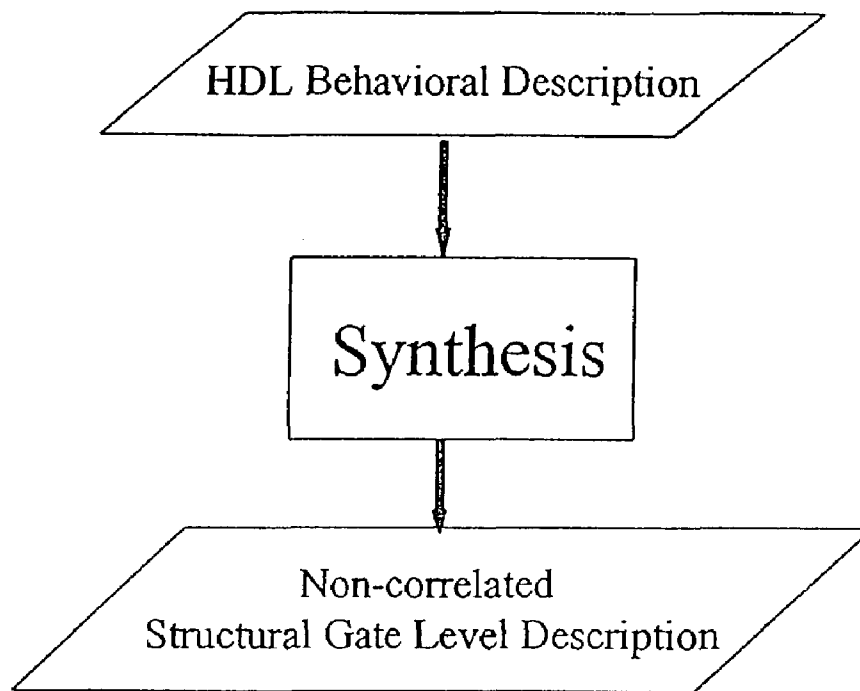 HDL Behavioral Description
Synthesis
Non-correlated
Structural Gate Level Description